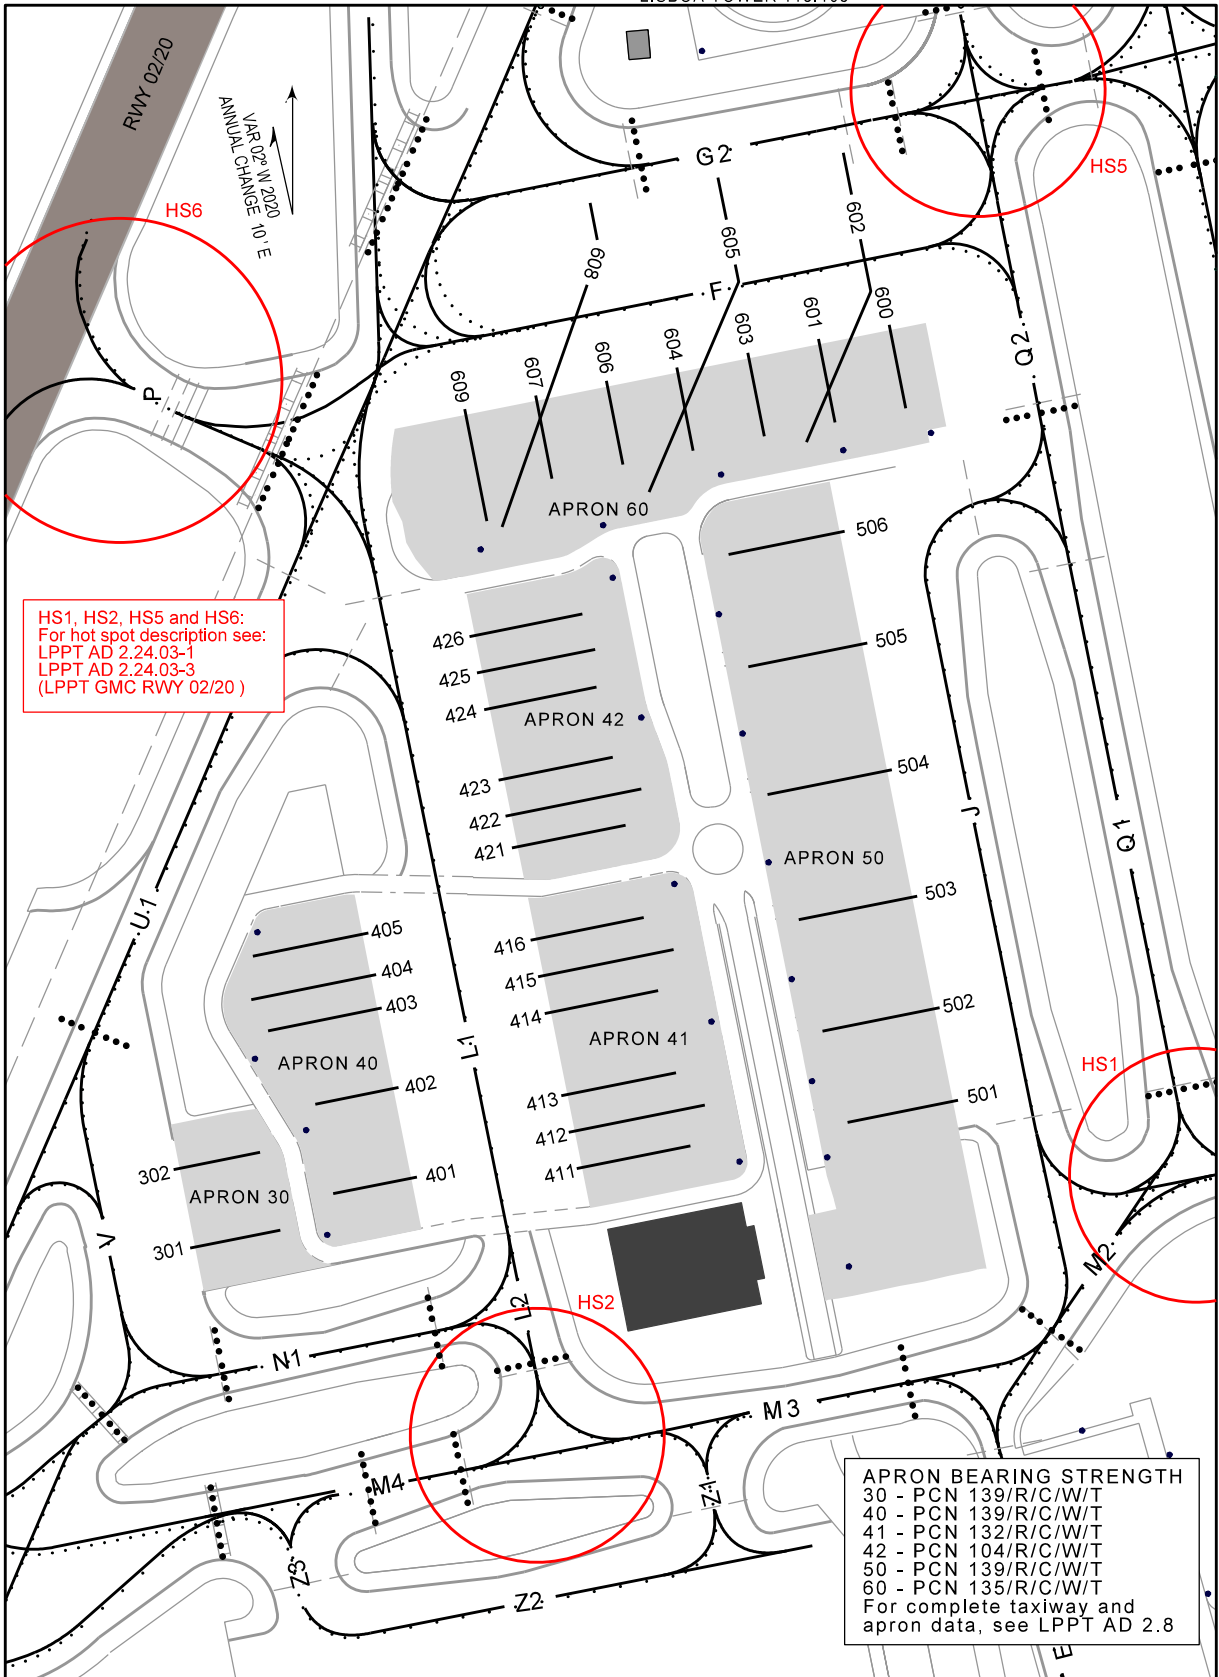 RWY 02/20
VAR 02º W 2020
ANNUAL CHANGE 10' E
HS6
HS5
G2
608
605
602
F
600
601
603
604
606
607
609
Q2
P
APRON 60
506
HS1, HS2, HS5 and HS6:
For hot spot description see:
LPPT AD 2.24.03-1
LPPT AD 2.24.03-3
(LPPT GMC RWY 02/20 )
426
425
424
APRON 42
505
423
422
421
504
J
Q1
APRON 50
U1
503
405
404
403
416
415
414
L1
APRON 41
APRON 40
502
HS1
402
413
412
411
501
302
401
APRON 30
301
V
M2
L2
HS2
N1
M3
M4
Z1
Z3
Z2
APRON BEARING STRENGTH
30 - PCN 139/R/C/W/T
40 - PCN 139/R/C/W/T
41 - PCN 132/R/C/W/T
42 - PCN 104/R/C/W/T
50 - PCN 139/R/C/W/T
60 - PCN 135/R/C/W/T
For complete taxiway and
apron data, see LPPT AD 2.8